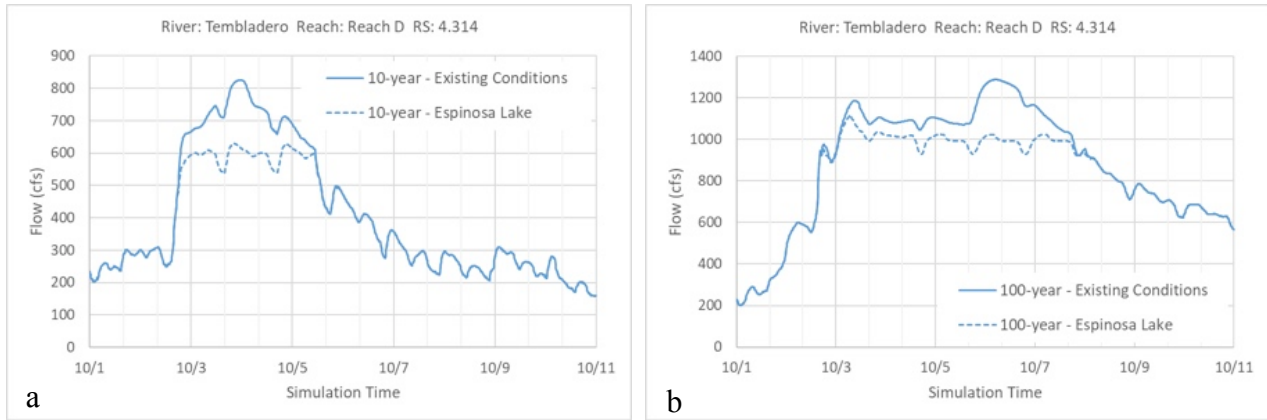 River: Tembladero Reach: Reach D RS: 4.314
900
800
700
600
500
400
300
200
100
0
Flow (cfs)
10-year - Existing Conditions
10-year - Espinosa Lake
10/1 10/3 10/5 10/7 10/9 10/11
Simulation Time
a
River: Tembladero Reach: Reach D RS: 4.314
1400
1200
1000
800
600
400
200
0
Flow (cfs)
100-year - Existing Conditions
100-year - Espinosa Lake
10/1 10/3 10/5 10/7 10/9 10/11
Simulation Time
b